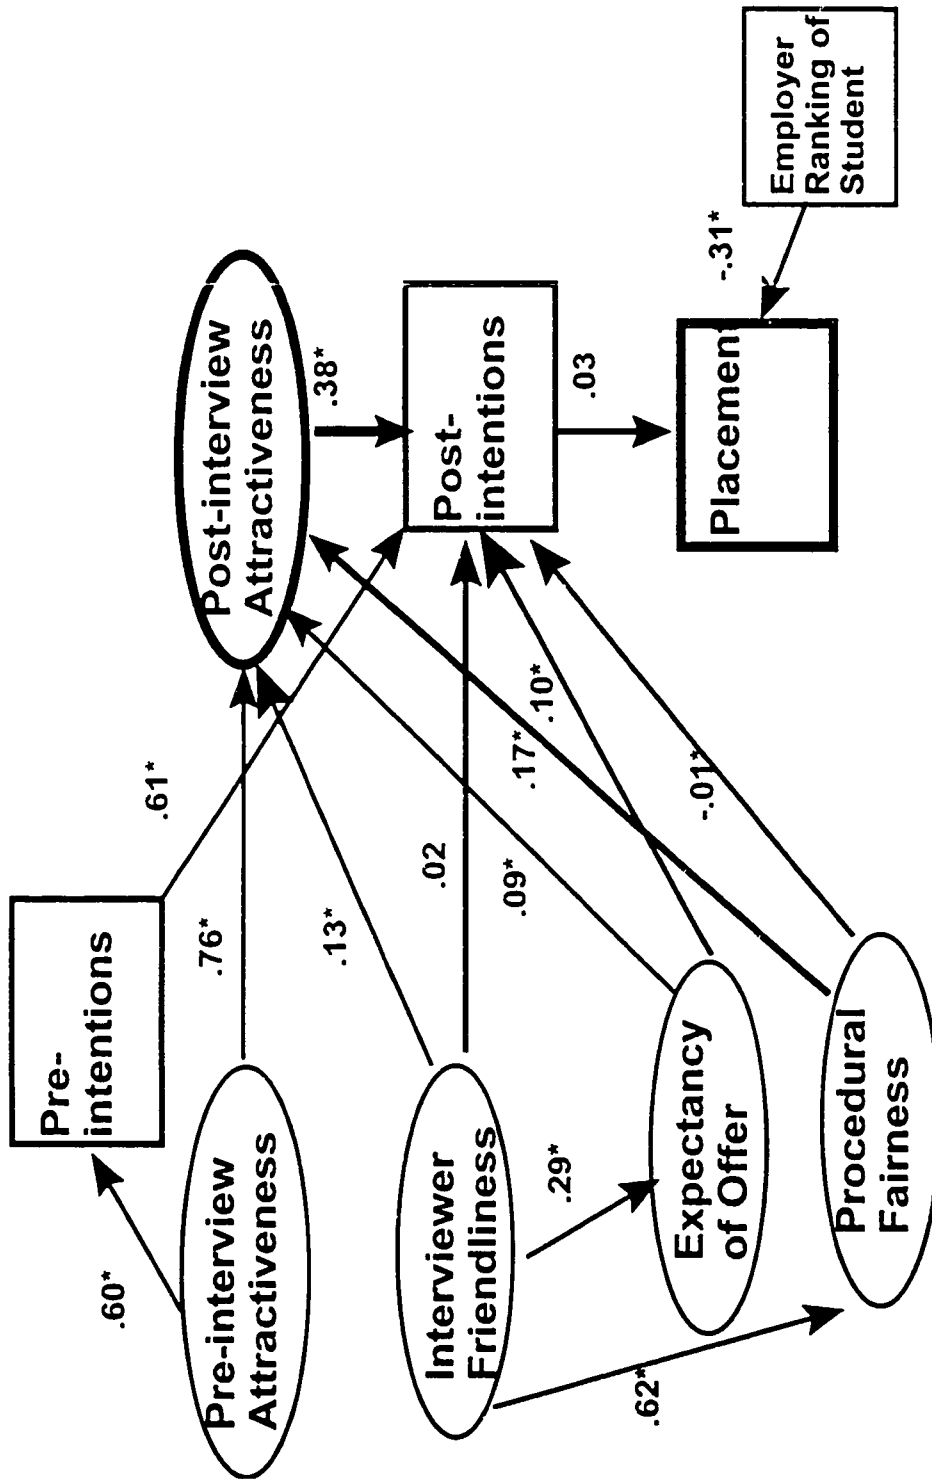 Pre-
intentions
.60*
.61*
Pre-interview
Attractiveness
.76*
Post-interview
Attractiveness
.13*
.38*
Interviewer
Friendliness
.02
Post-
intentions
.29*
.09*
.17*
.10*
.03
.62*
Expectancy
of Offer
-.01*
Placement
-.31*
Procedural
Fairness
Employer
Ranking of
Student